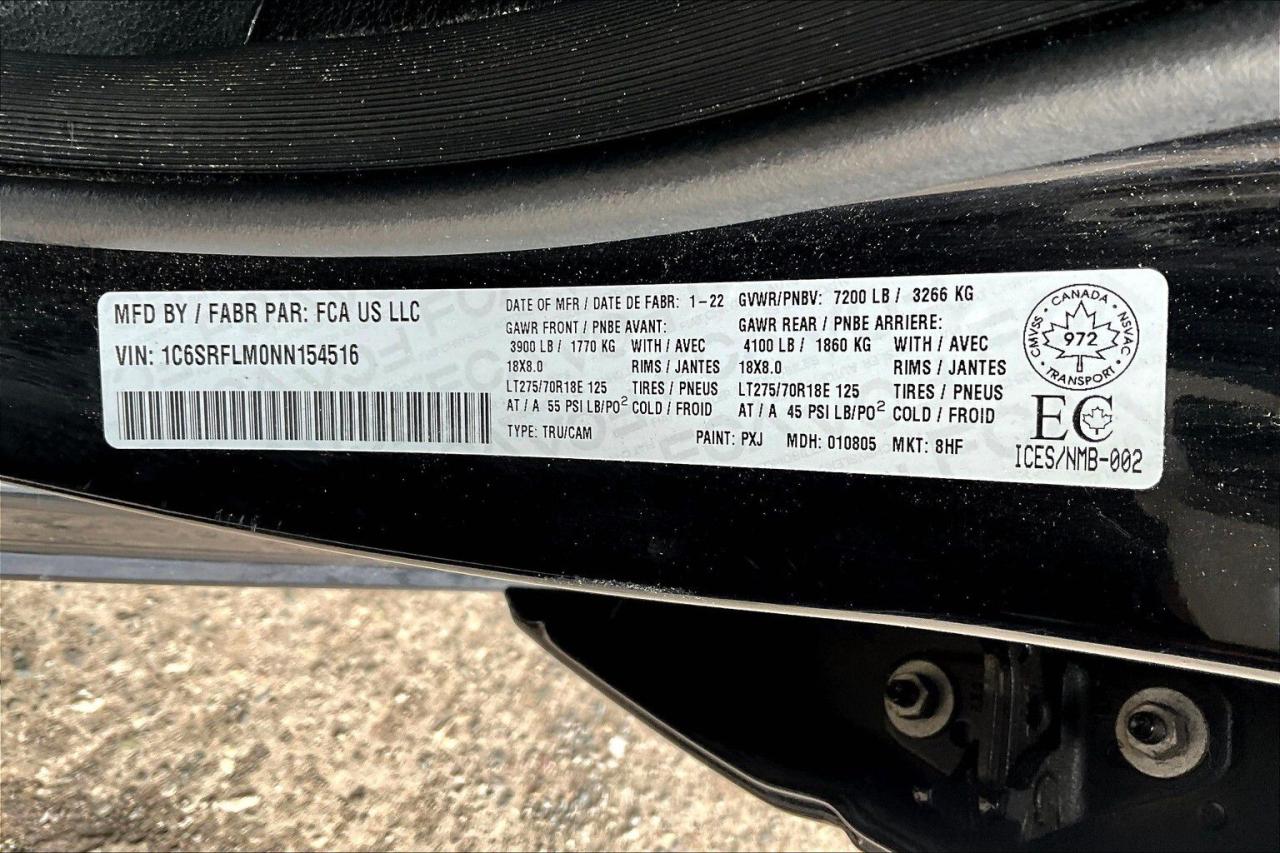 MFD BY / FABR PAR: FCA US LLC
VIN: 1C6SRFLM0NN154516
DATE OF MFR / DATE DE FABR: 1-22
GAWR FRONT / PNBE AVANT:
3900 LB / 1770 KG WITH / AVEC
18X8.0 RIMS / JANTES
LT275/70R18E 125 TIRES / PNEUS
AT / A 55 PSI LB/PO² COLD / FROID
TYPE: TRU/CAM
GVWR/PNBV: 7200 LB / 3266 KG
GAWR REAR / PNBE ARRIERE:
4100 LB / 1860 KG WITH / AVEC
18X8.0 RIMS / JANTES
LT275/70R18E 125 TIRES / PNEUS
AT / A 45 PSI LB/PO² COLD / FROID
PAINT: PXJ MDH: 010805 MKT: 8HF
CANADA
CMVSS
NSVAC
972
TRANSPORT
EC
ICES/NMB-002